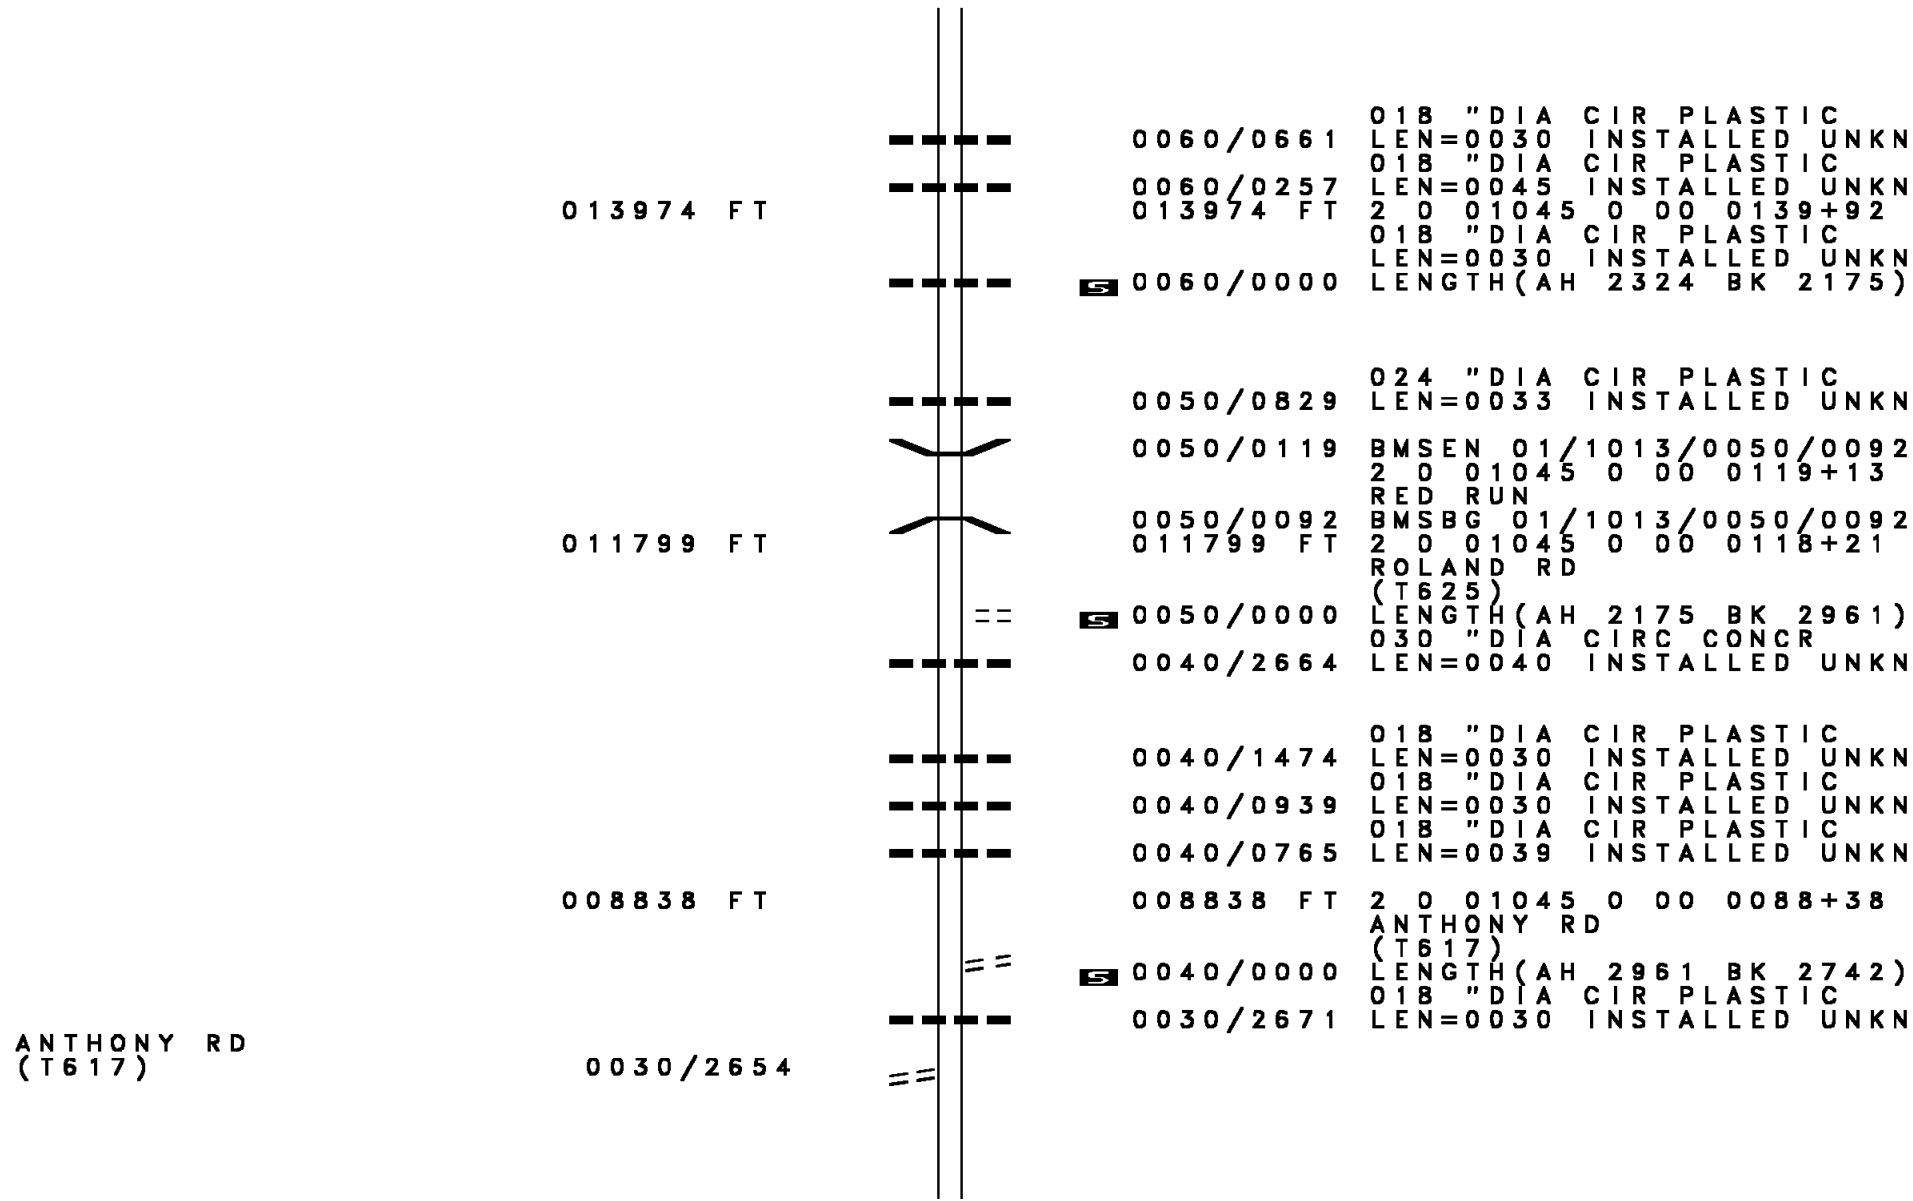 018 "DIA CIR PLASTIC
0060/0661 LEN=0030 INSTALLED UNKN
018 "DIA CIR PLASTIC
0060/0257 LEN=0045 INSTALLED UNKN
013974 FT 013974 FT 2 0 01045 0 00 0139+92
018 "DIA CIR PLASTIC
LEN=0030 INSTALLED UNKN
S 0060/0000 LENGTH(AH 2324 BK 2175)
024 "DIA CIR PLASTIC
0050/0829 LEN=0033 INSTALLED UNKN
0050/0119 BMSEN 01/1013/0050/0092
2 0 01045 0 00 0119+13
RED RUN
0050/0092 BMSBG 01/1013/0050/0092
011799 FT 011799 FT 2 0 01045 0 00 0118+21
ROLAND RD
(T625)
S 0050/0000 LENGTH(AH 2175 BK 2961)
030 "DIA CIRC CONCR
0040/2664 LEN=0040 INSTALLED UNKN
018 "DIA CIR PLASTIC
0040/1474 LEN=0030 INSTALLED UNKN
018 "DIA CIR PLASTIC
0040/0939 LEN=0030 INSTALLED UNKN
018 "DIA CIR PLASTIC
0040/0765 LEN=0039 INSTALLED UNKN
008838 FT 008838 FT 2 0 01045 0 00 0088+38
ANTHONY RD
(T617)
S 0040/0000 LENGTH(AH 2961 BK 2742)
018 "DIA CIR PLASTIC
0030/2671 LEN=0030 INSTALLED UNKN
ANTHONY RD
(T617) 0030/2654